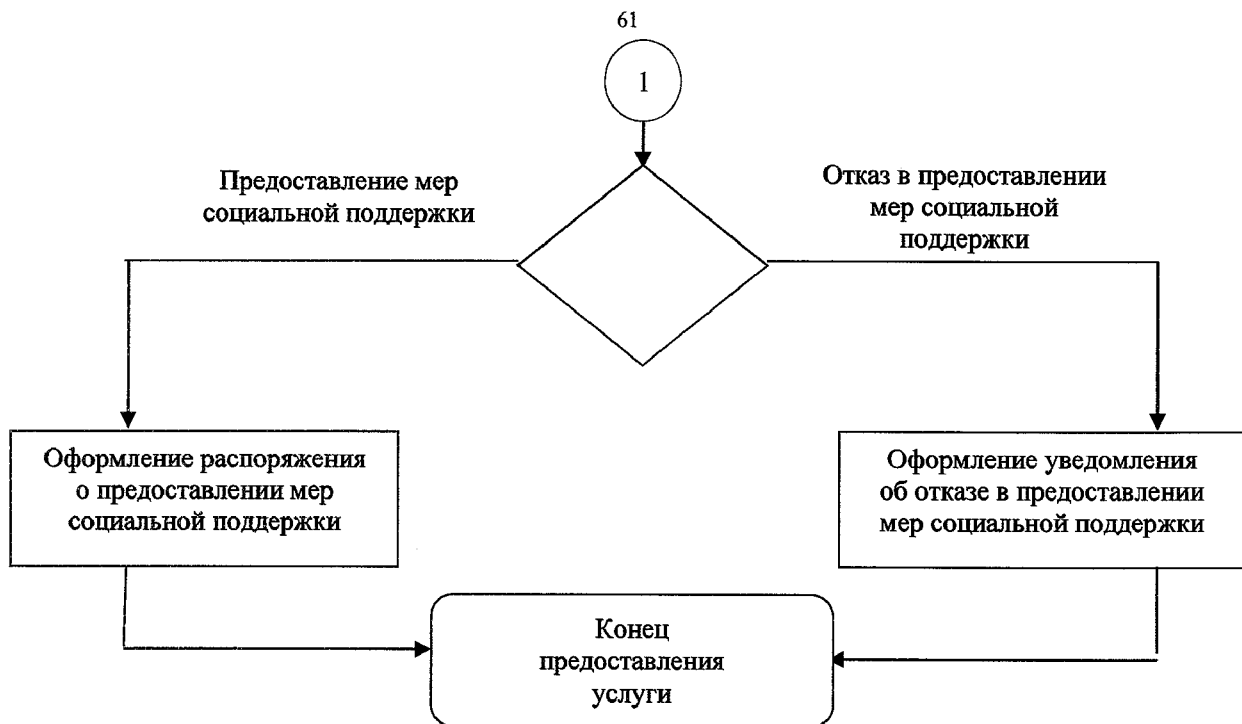 61
1
Предоставление мер
социальной поддержки
Отказ в предоставлении
мер социальной
поддержки
Оформление распоряжения
о предоставлении мер
социальной поддержки
Оформление уведомления
об отказе в предоставлении
мер социальной поддержки
Конец
предоставления
услуги